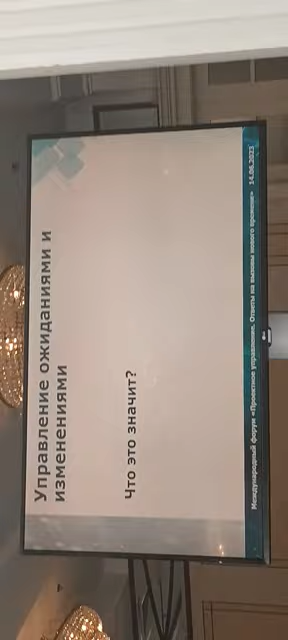 Управление ожиданиями и
изменениями
Что это значит?
Международный форум «Проектное управление. Ответы на вызовы нового времени» 14.06.2023